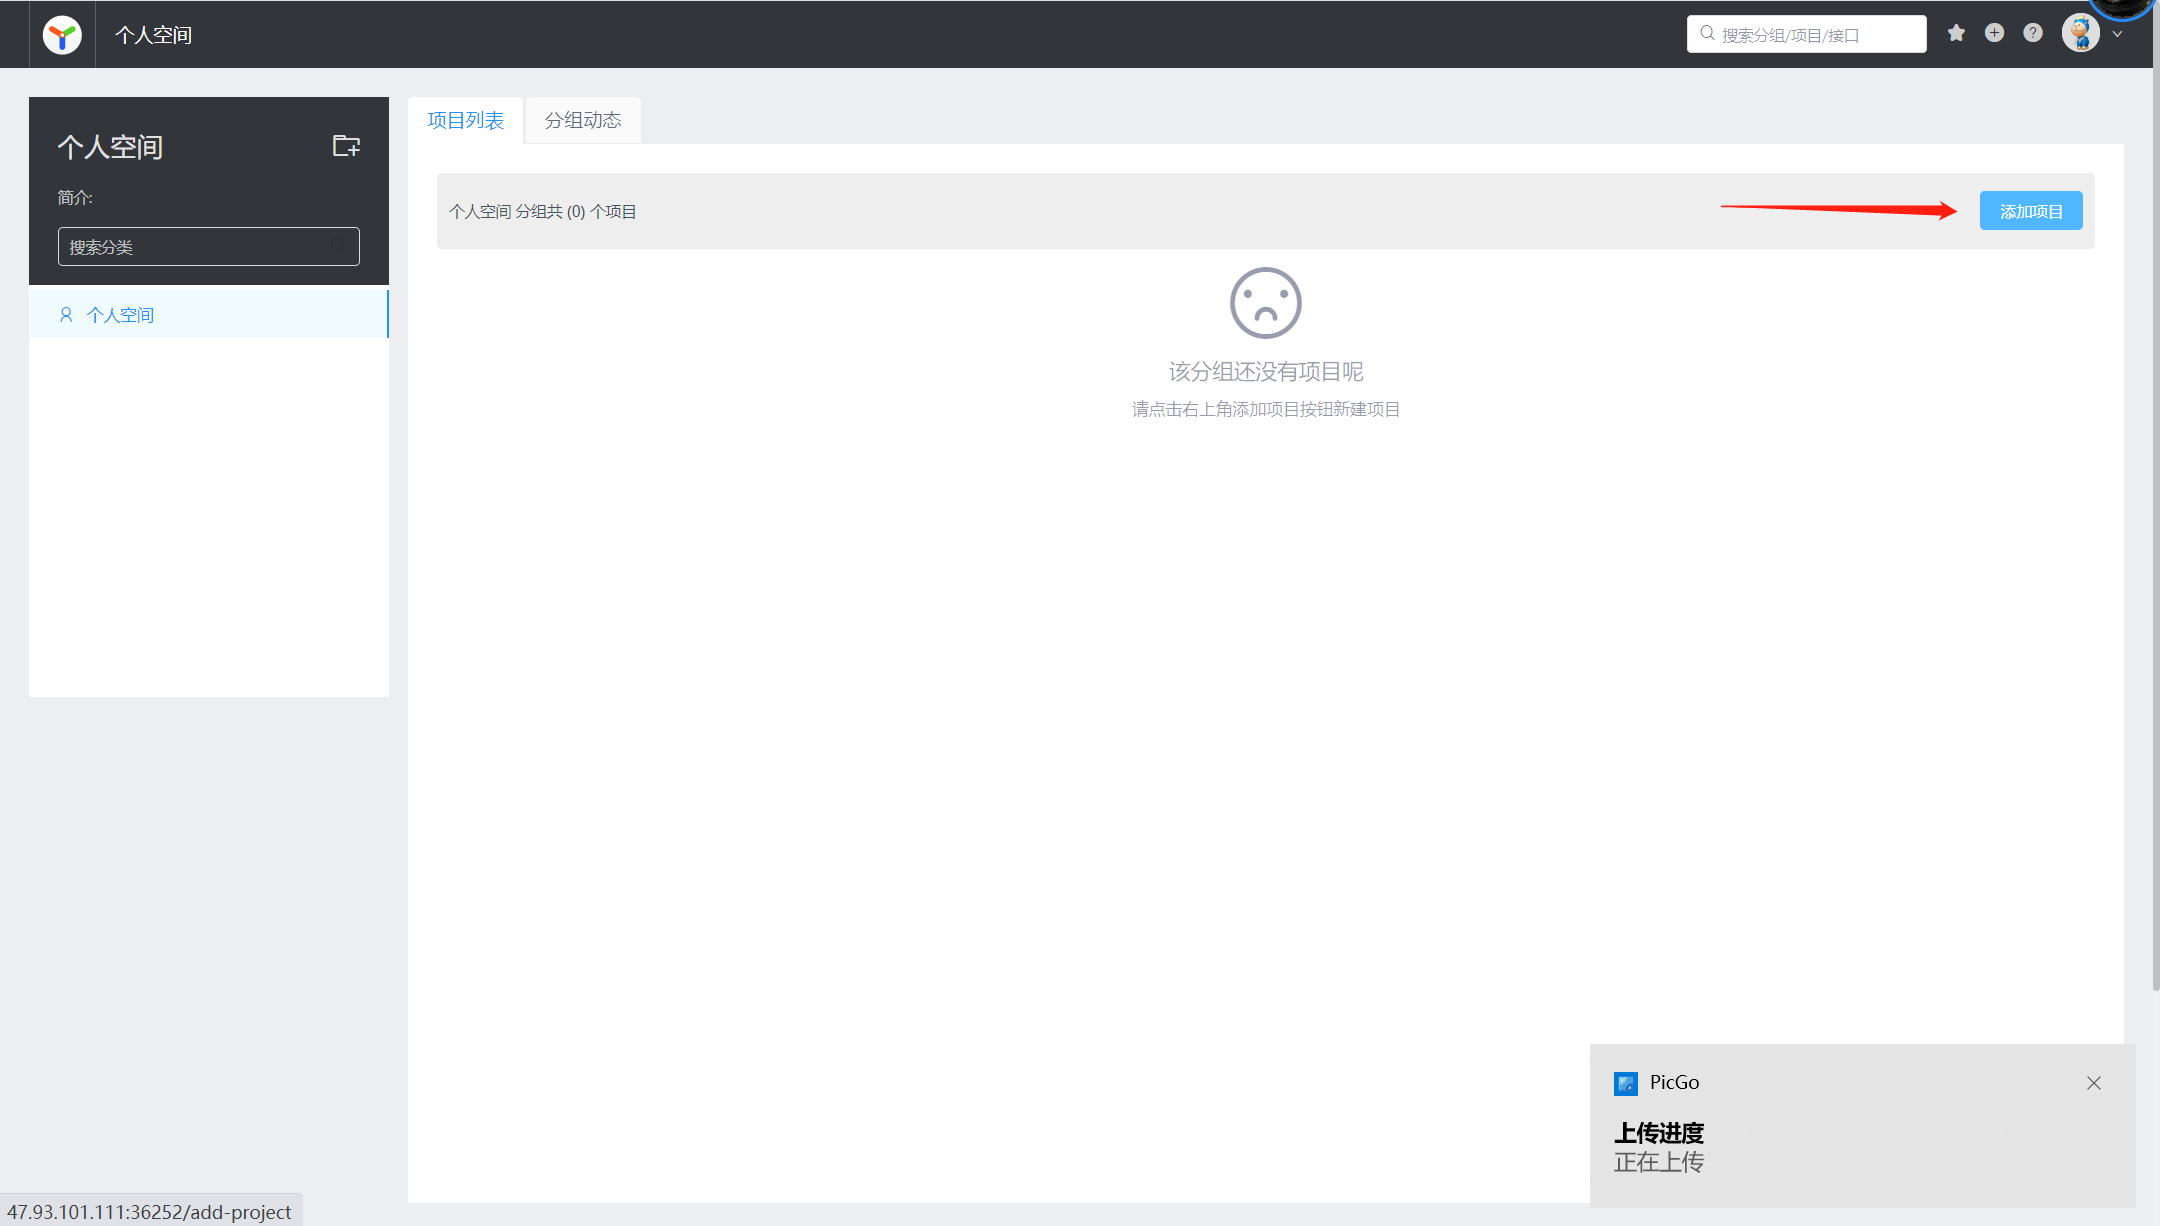 个人空间
搜索分组/项目/接口
个人空间
简介:
搜索分类
个人空间
项目列表
分组动态
个人空间 分组共 (0) 个项目
添加项目
该分组还没有项目呢
请点击右上角添加项目按钮新建项目
PicGo
上传进度
正在上传
47.93.101.111:36252/add-project